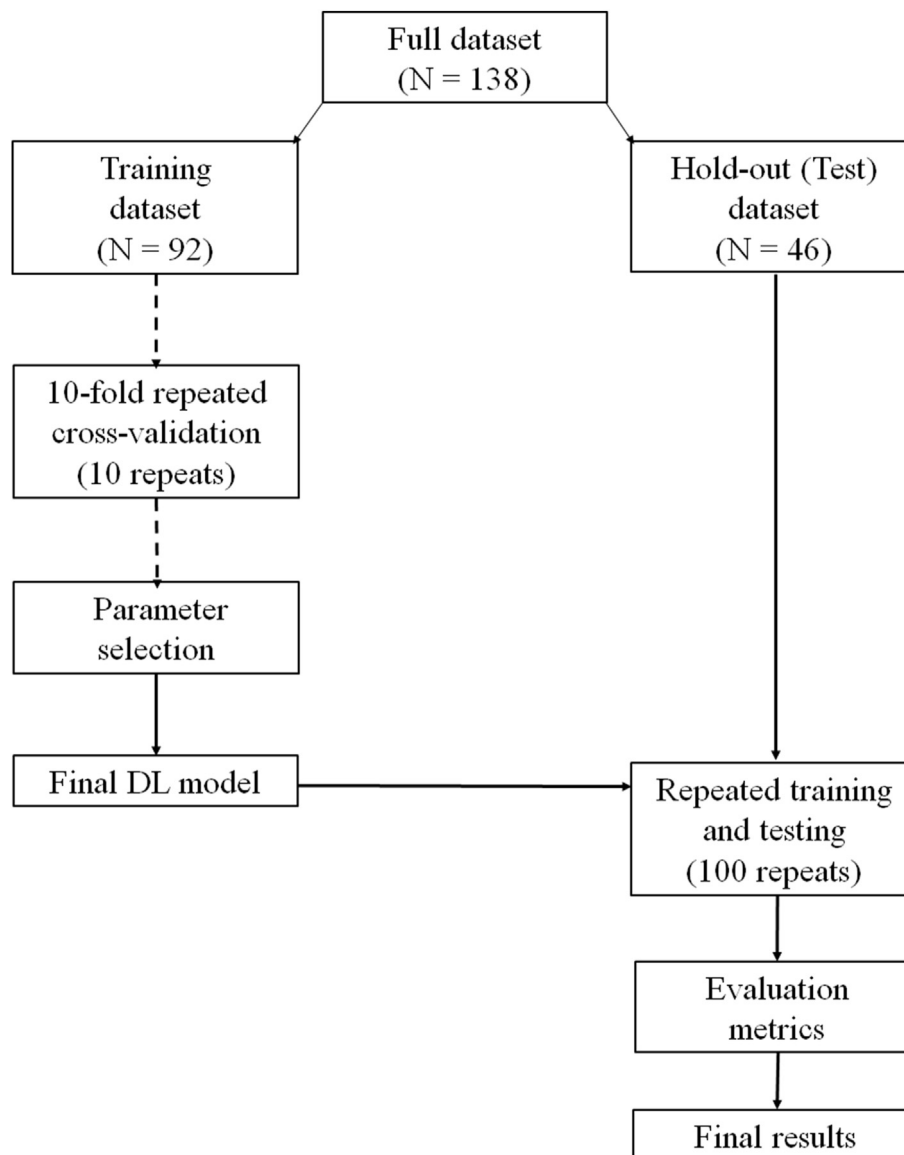 Full dataset
(N = 138)
Training
dataset
(N = 92)
Hold-out (Test)
dataset
(N = 46)
10-fold repeated
cross-validation
(10 repeats)
Parameter
selection
Final DL model
Repeated training
and testing
(100 repeats)
Evaluation
metrics
Final results